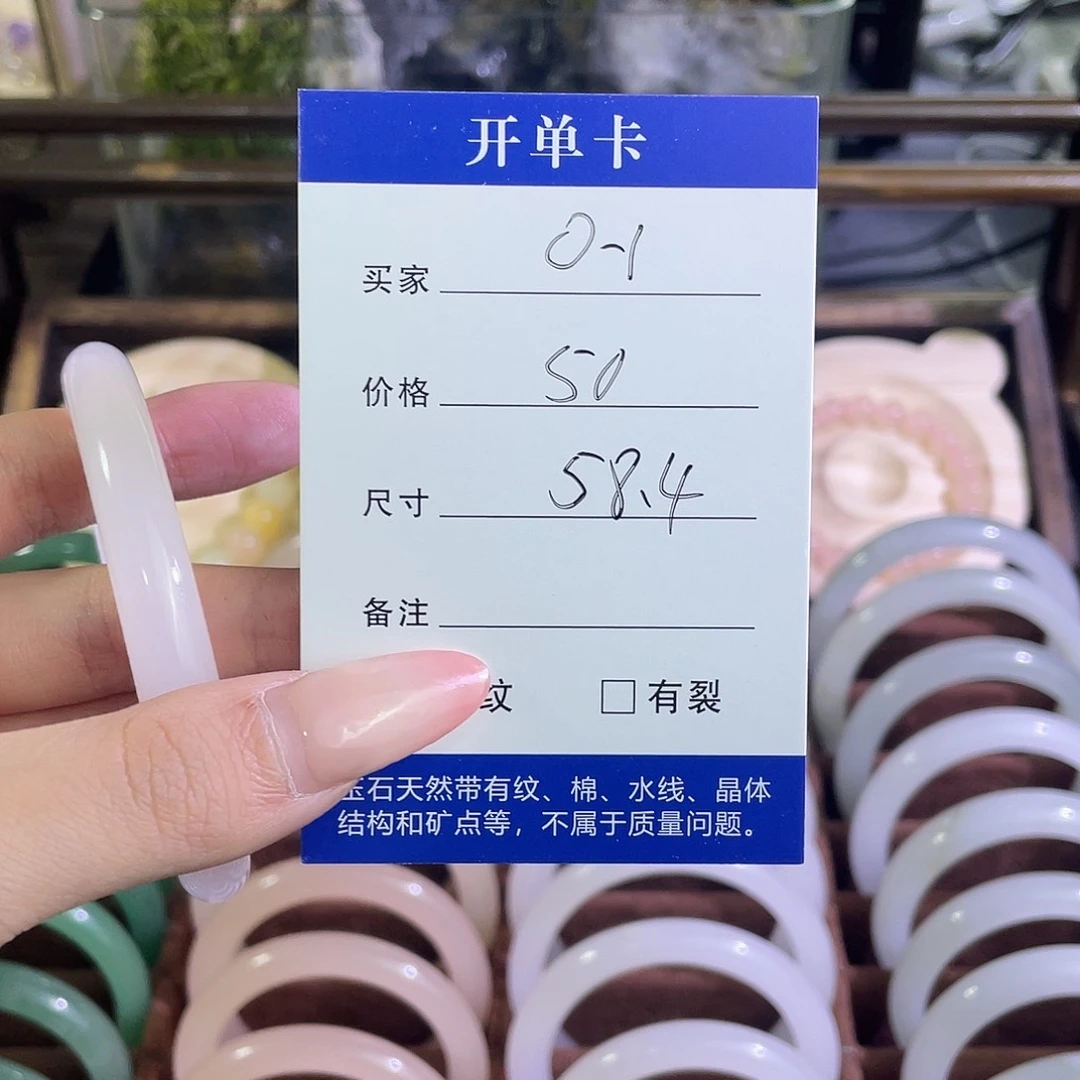 开单卡
买家 0-1
价格 50
尺寸 58.4
备注
纹 □有裂
玉石天然带有纹、棉、水线、晶体
结构和矿点等，不属于质量问题。